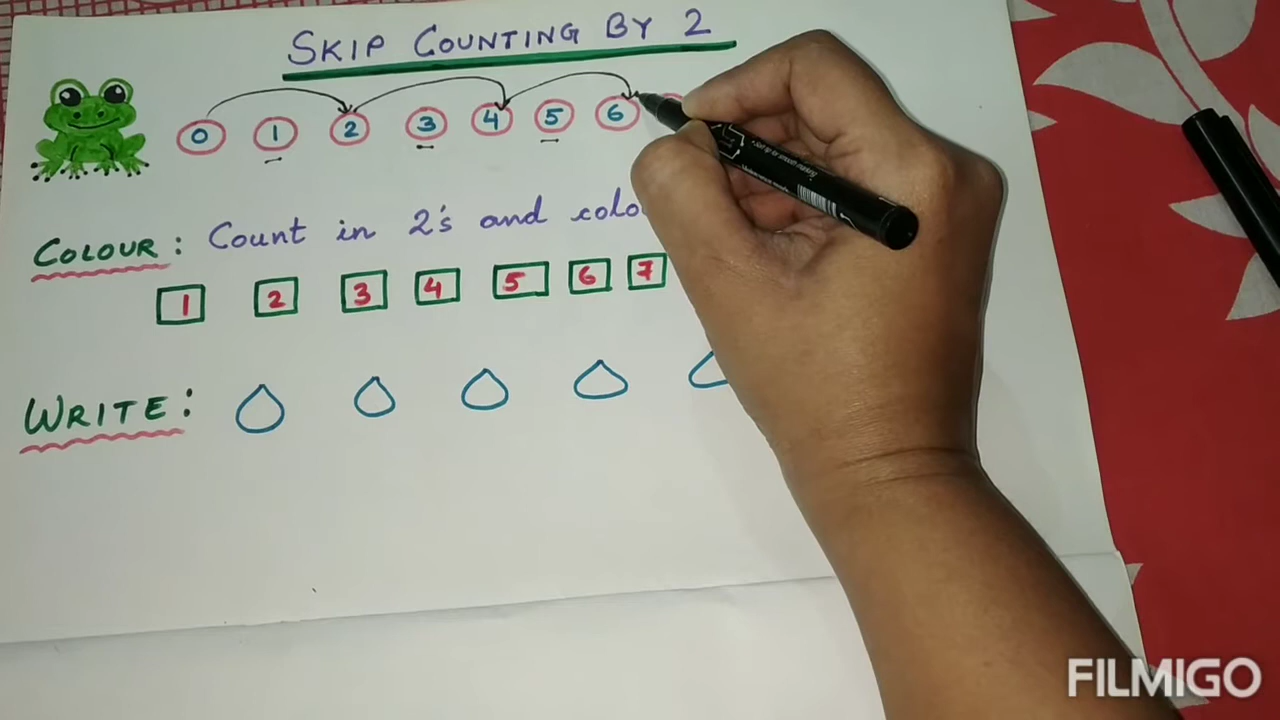 SKIP COUNTING BY 2
0 1 2 3 4 5 6
COLOUR: Count in 2's and
1 2 3 4 5 6 7
WRITE:
FILMIGO